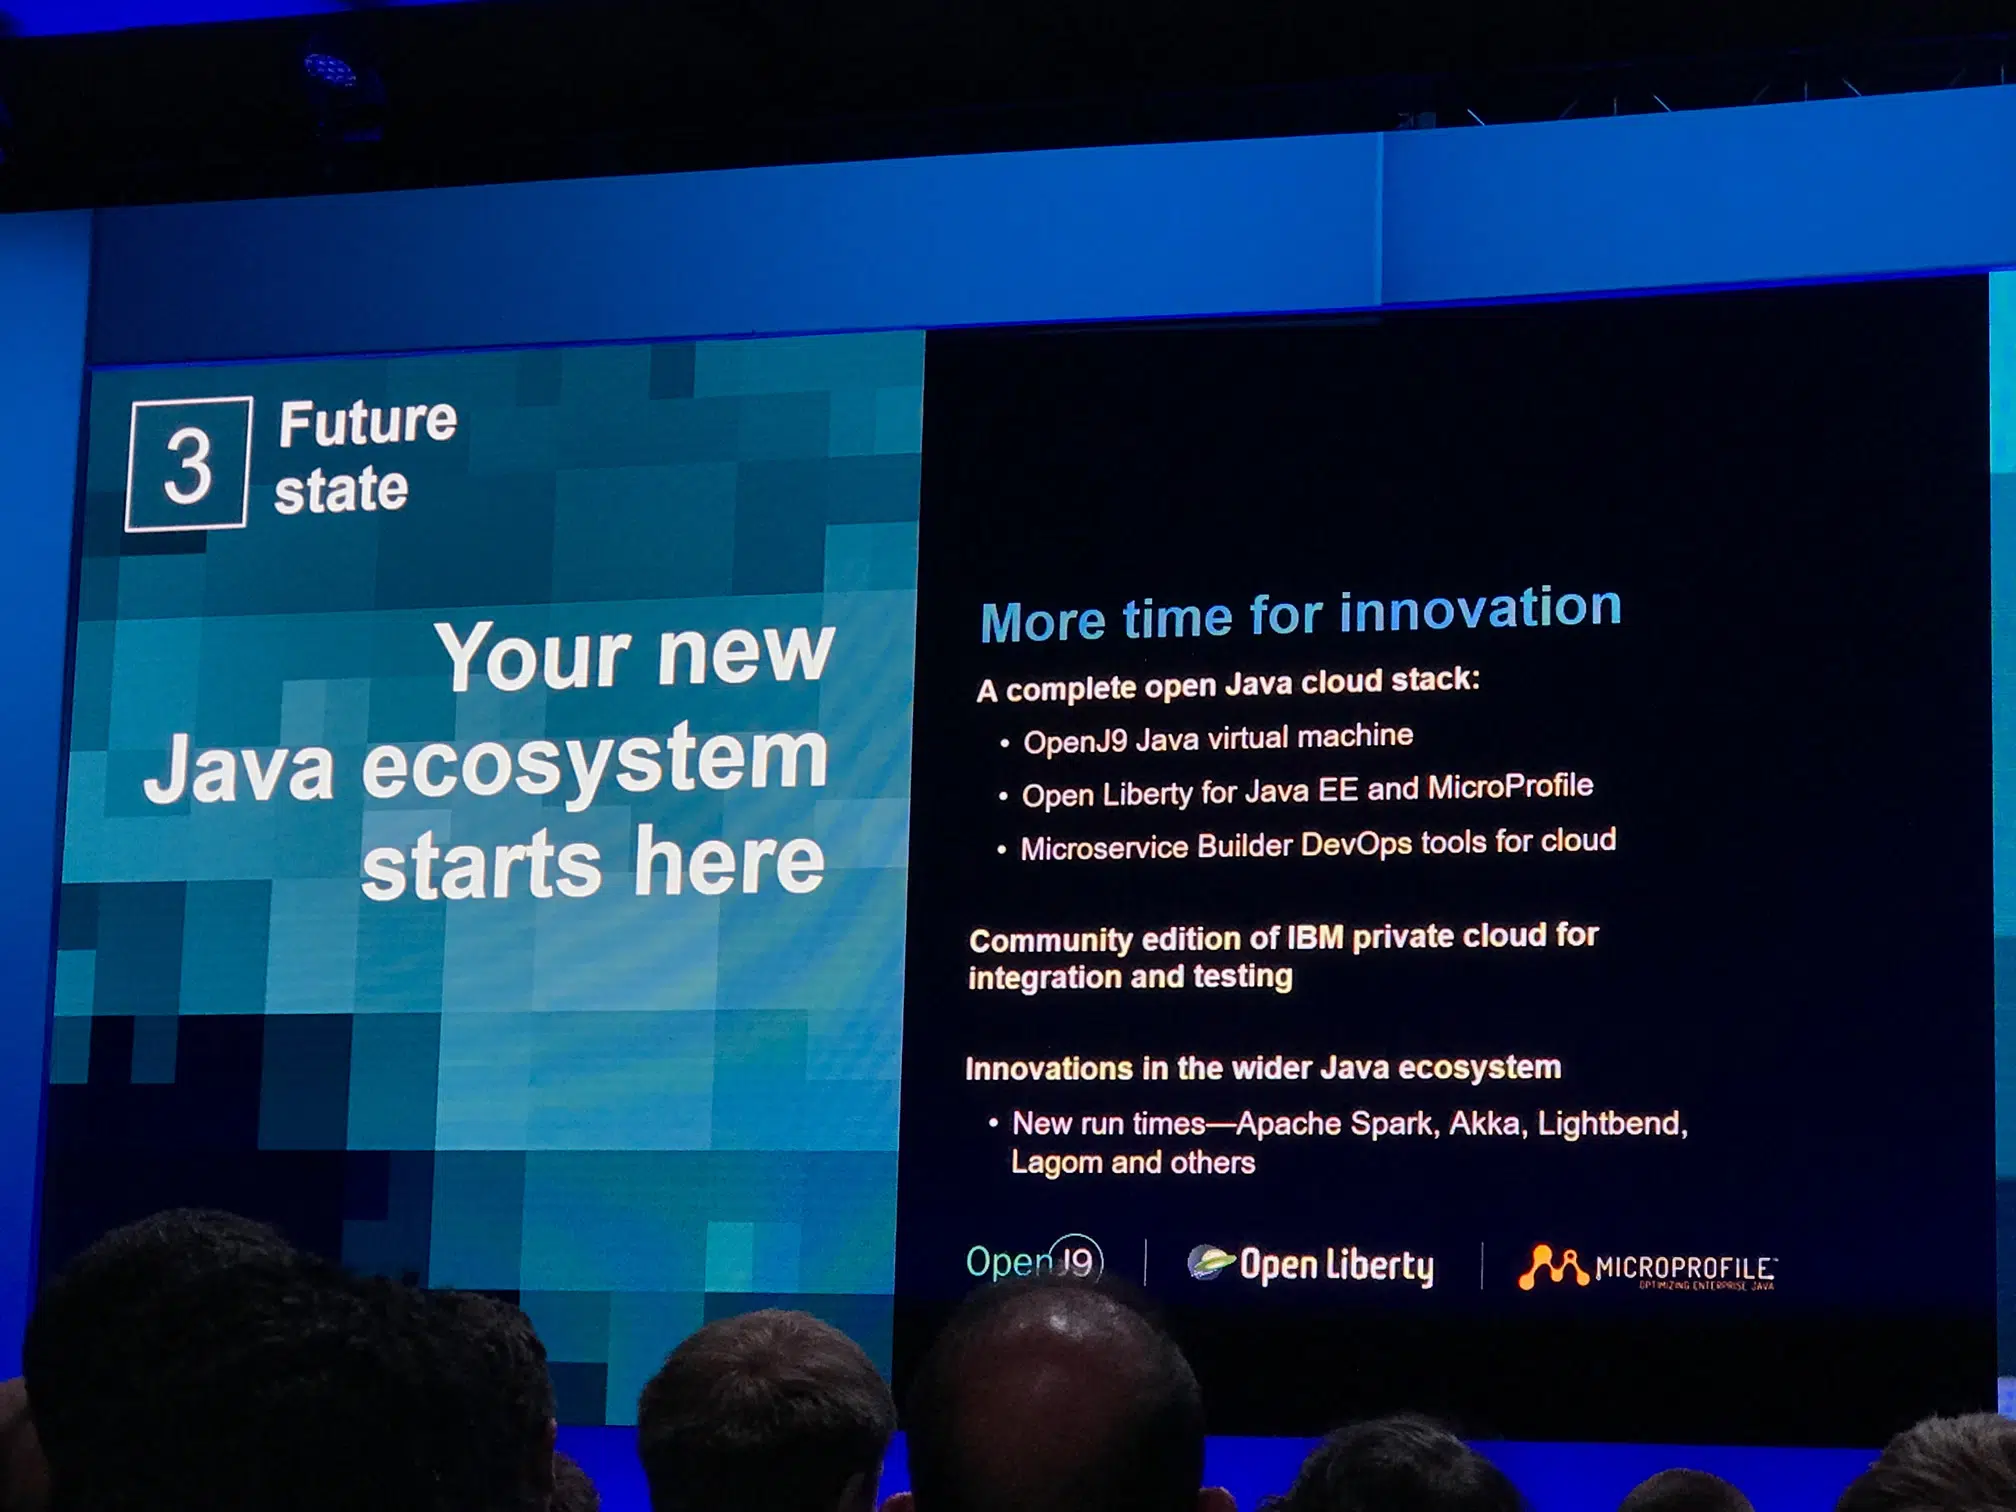 3
Future
state
Your new
Java ecosystem
starts here
More time for innovation
A complete open Java cloud stack:
• OpenJ9 Java virtual machine
• Open Liberty for Java EE and MicroProfile
• Microservice Builder DevOps tools for cloud
Community edition of IBM private cloud for
integration and testing
Innovations in the wider Java ecosystem
• New run times—Apache Spark, Akka, Lightbend,
Lagom and others
Open J9
Open Liberty
MICROPROFILE™
OPTIMIZING ENTERPRISE JAVA